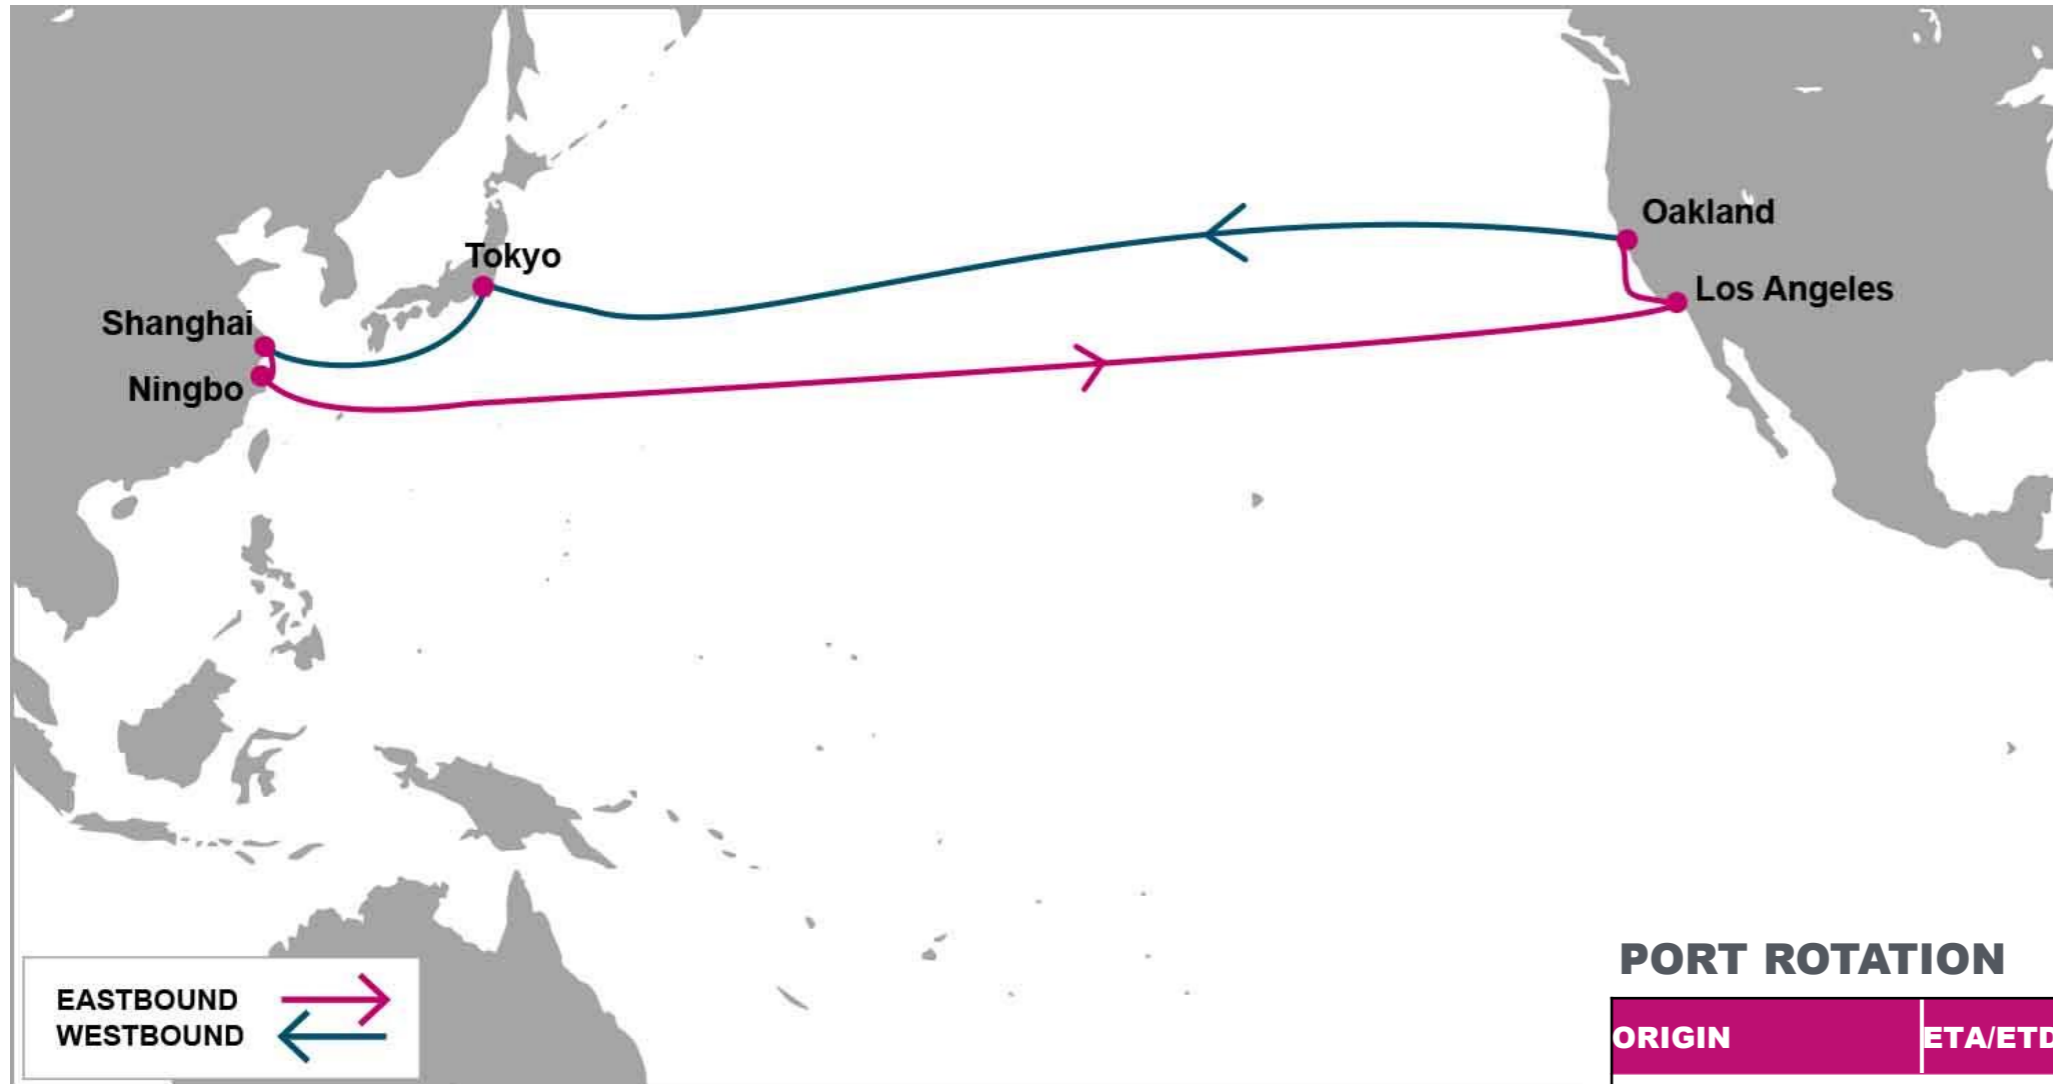 Oakland
Tokyo
Los Angeles
Shanghai
Ningbo
PORT ROTATION
EASTBOUND
WESTBOUND
ORIGIN
ETA/ETD